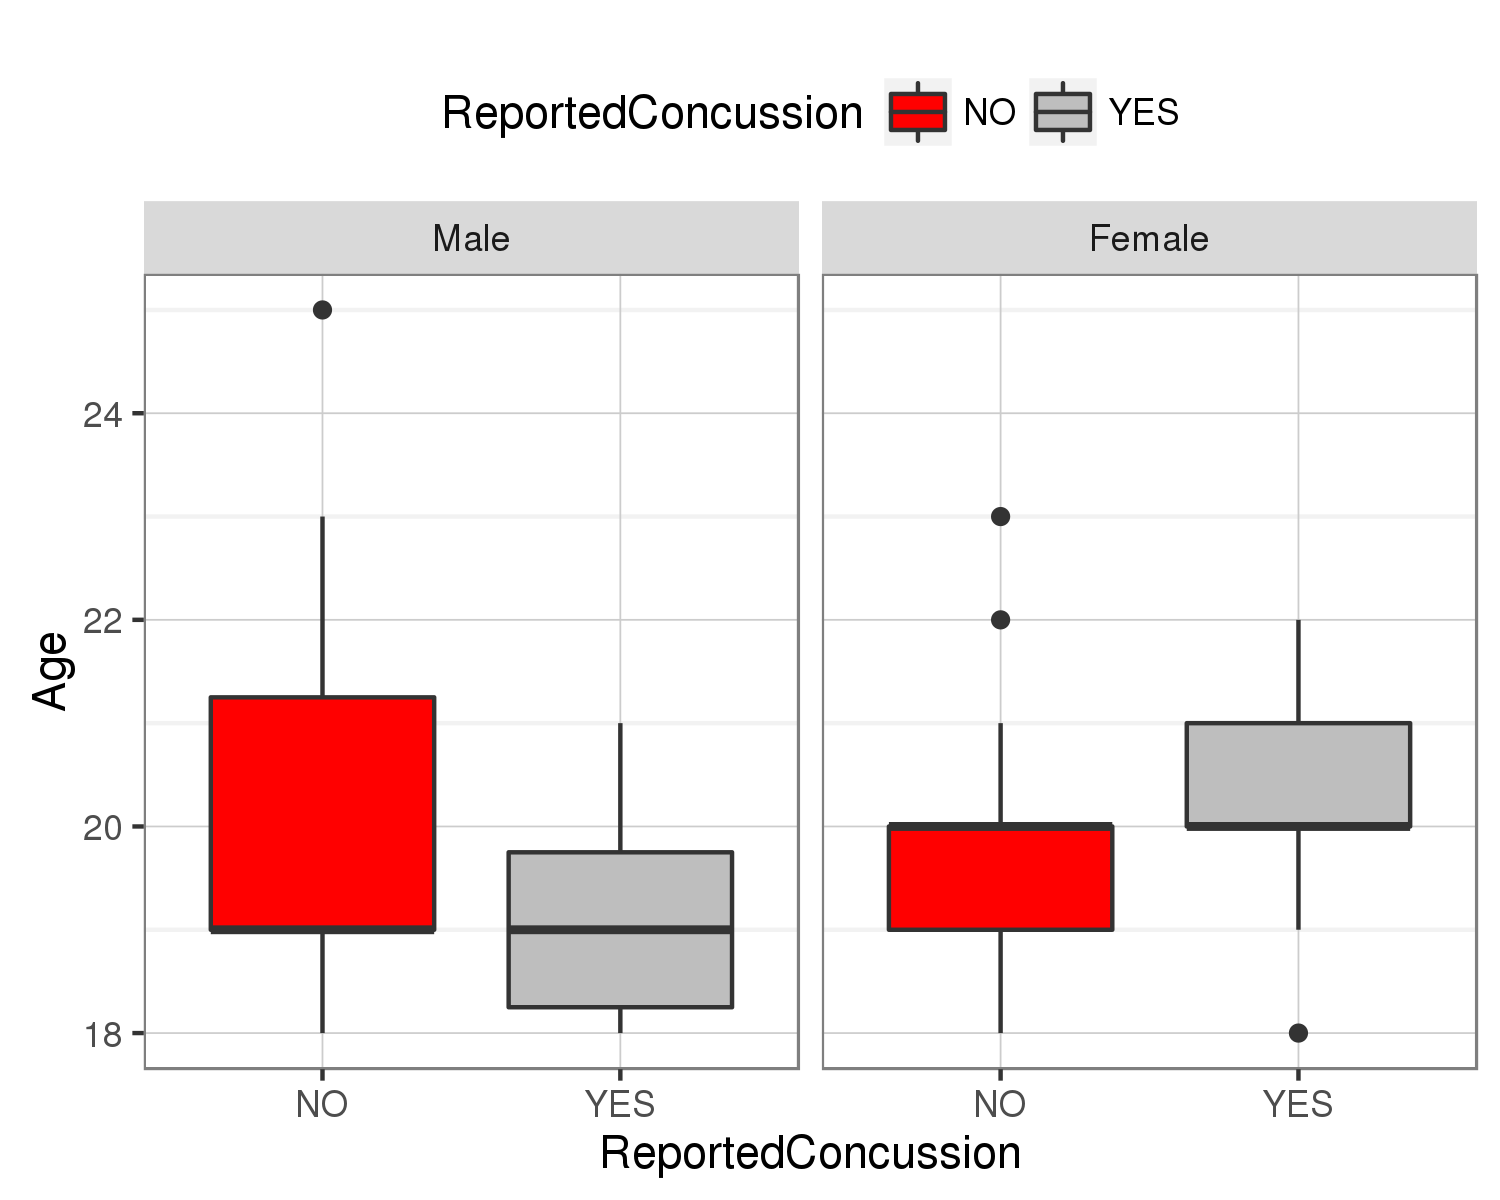 ReportedConcussion NO YES
Male Female
24
22
20
18
Age
NO YES NO YES
ReportedConcussion